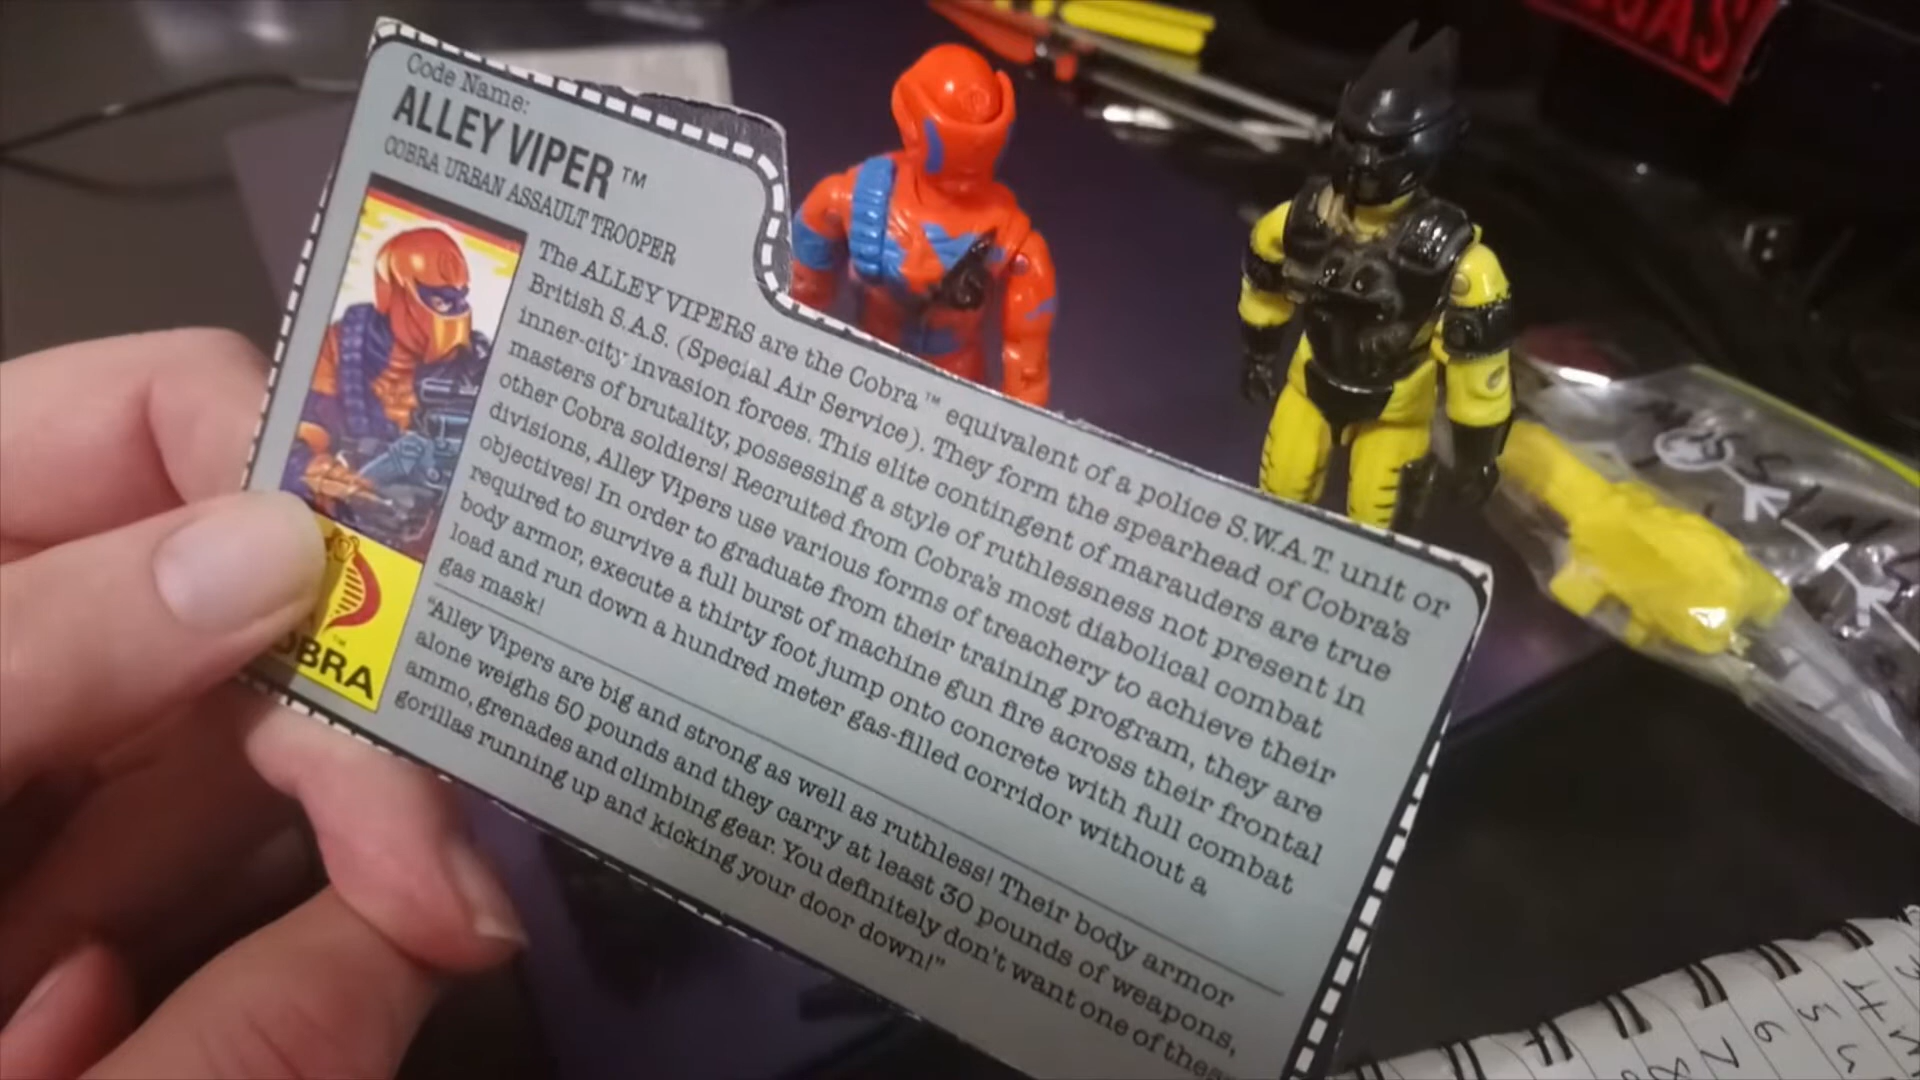 Code Name:
ALLEY VIPER™
COBRA URBAN ASSAULT TROOPER
The ALLEY VIPERS are the Cobra™ equivalent of a police S.W.A.T unit or
British S.A.S. (Special Air Service). They form the spearhead of Cobra's
inner-city invasion forces. This elite contingent of marauders are true
masters of brutality, possessing a style of ruthlessness not present in
other Cobra soldiers! Recruited from Cobra's most diabolical combat
divisions, Alley Vipers use various forms of treachery to achieve their
objectives! In order to graduate from their training program, they are
required to survive a full burst of machine gun fire across their frontal
body armor, execute a thirty foot jump onto concrete with full combat
load and run down a hundred meter gas-filled corridor without a
gas mask!
"Alley Vipers are big and strong as well as ruthless! Their body armor
alone weighs 50 pounds and they carry at least 30 pounds of weapons,
ammo, grenades and climbing gear. You definitely don't want one of these
gorillas running up and kicking your door down!"
™
OBRA
GAS